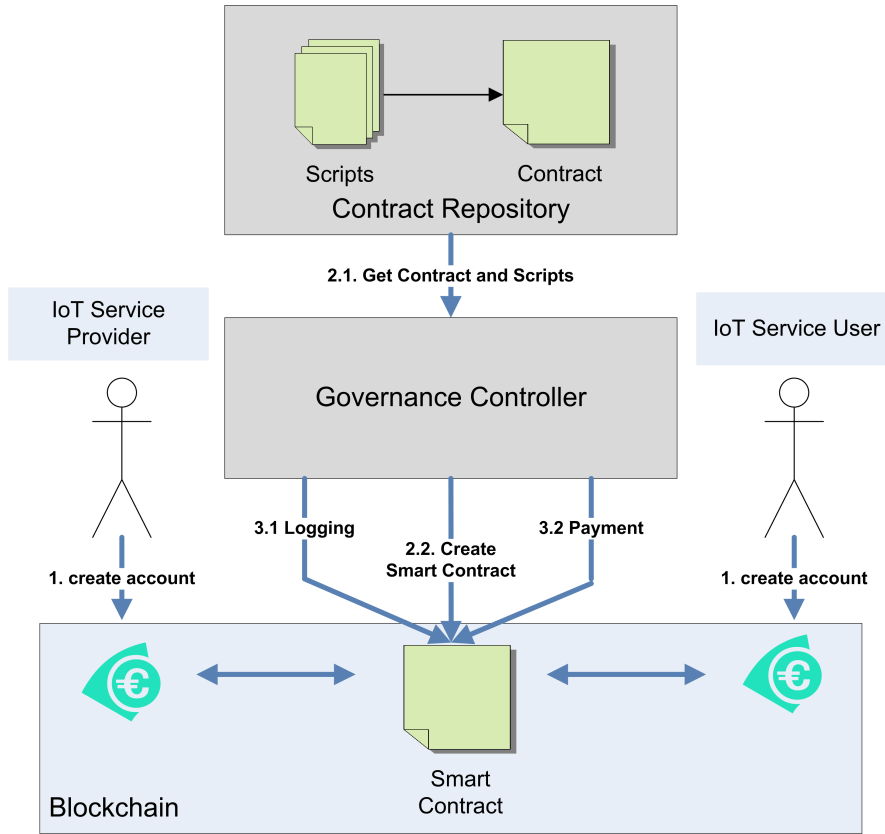 Scripts
Contract
Contract Repository
2.1. Get Contract and Scripts
IoT Service
Provider
IoT Service User
Governance Controller
3.1 Logging
2.2. Create
Smart Contract
3.2 Payment
1. create account
1. create account
€
€
Smart
Contract
Blockchain